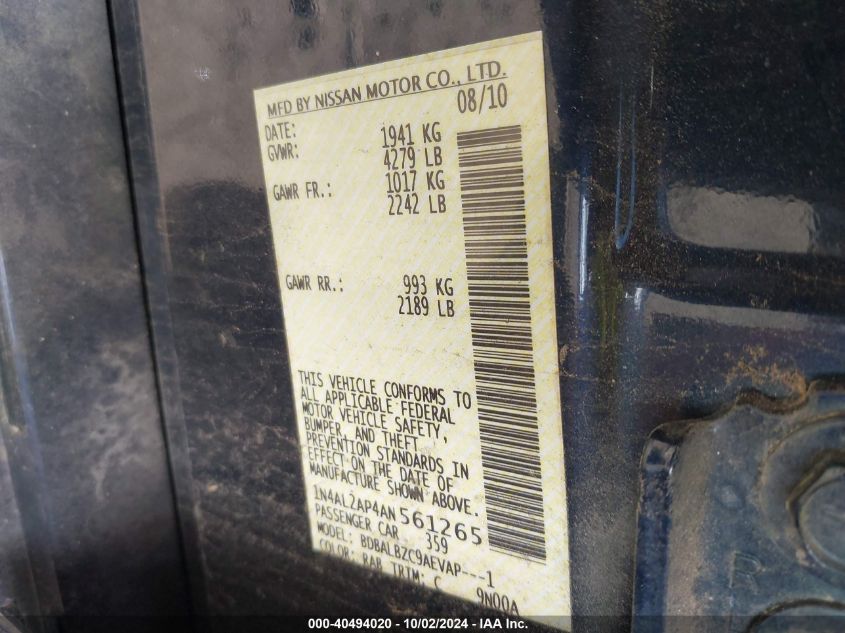 MFD BY NISSAN MOTOR CO., LTD.
DATE: 08/10
GVWR: 1941 KG
4279 LB
GAWR FR.: 1017 KG
2242 LB
GAWR RR.: 993 KG
2189 LB
THIS VEHICLE CONFORMS TO
ALL APPLICABLE FEDERAL
MOTOR VEHICLE SAFETY,
BUMPER, AND THEFT
PREVENTION STANDARDS IN
EFFECT ON THE DATE OF
MANUFACTURE SHOWN ABOVE.
1N4AL2AP4AN561265
PASSENGER CAR 359
MODEL: BDBALBZC9AEVAP---1
COLOR: RAB TRIM: C 9N00A
R
000-40494020 - 10/02/2024 - IAA Inc.